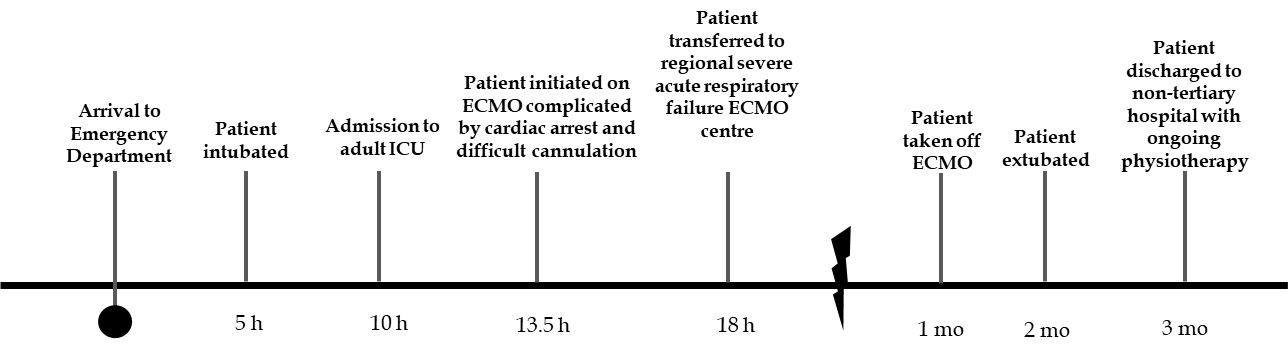 Arrival to
Emergency
Department
Patient
intubated
Admission to
adult ICU
Patient initiated on
ECMO complicated
by cardiac arrest and
difficult cannulation
Patient
transferred to
regional severe
acute respiratory
failure ECMO
centre
Patient
taken off
ECMO
Patient
extubated
Patient
discharged to
non-tertiary
hospital with
ongoing
physiotherapy
5 h
10 h
13.5 h
18 h
1 mo
2 mo
3 mo